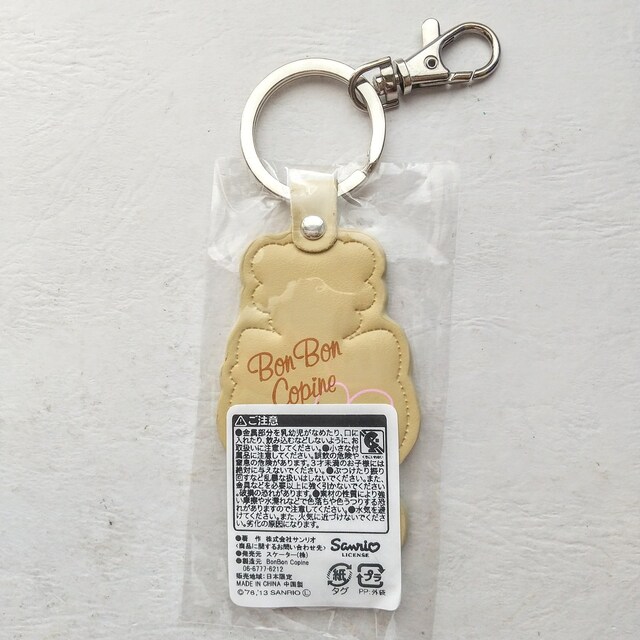 BonBon
Copine
⚠ご注意
●金属部分を乳幼児がなめたり、口に
入れたり、飲み込むなどしないように、お
取扱いに注意してください。●小さな付
属品に注意してください。誤飲の危険や
窒息の危険があります。3才未満のお子様には
絶対に与えないでください。●ぶつけたり振り
回すなど乱暴な扱いはしないでください。また、
金具などを必要以上に強く引かないでください。
破損の恐れがあります。●素材の性質により強
い摩擦や水濡れなどで色落ちや色うつりする恐
れがありますので注意してください。●水気を避
けてください。また、火気に近づけないでください。
劣化の原因になります。
●著 作 株式会社サンリオ
(商品に関するお問い合わせ先)
●発売元 スケーター(株)
●製造元 BonBon Copine
06-6777-6212
販売地域:日本限定
MADE IN CHINA 中国製
©'76,'13 SANRIO Ⓛ
Sanrio
LICENSE
紙
タグ
プラ
PP:外袋